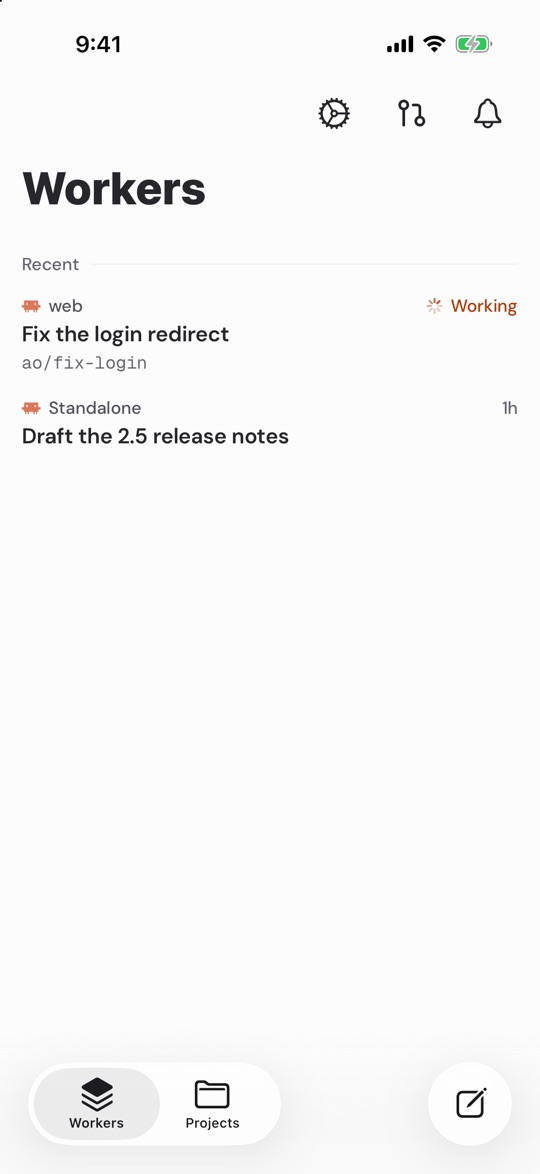 9:41
Workers
Recent
web
Working
Fix the login redirect
ao/fix-login
Standalone
1h
Draft the 2.5 release notes
Workers
Projects